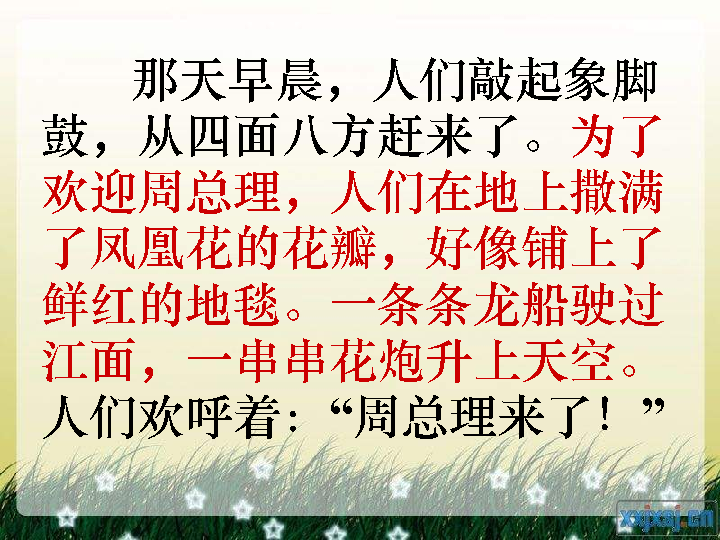 那天早晨，人们敲起象脚
鼓，从四面八方赶来了。为了
欢迎周总理，人们在地上撒满
了凤凰花的花瓣，好像铺上了
鲜红的地毯。一条条龙船驶过
江面，一串串花炮升上天空。
人们欢呼着：“周总理来了！”
xxjxsj.cn